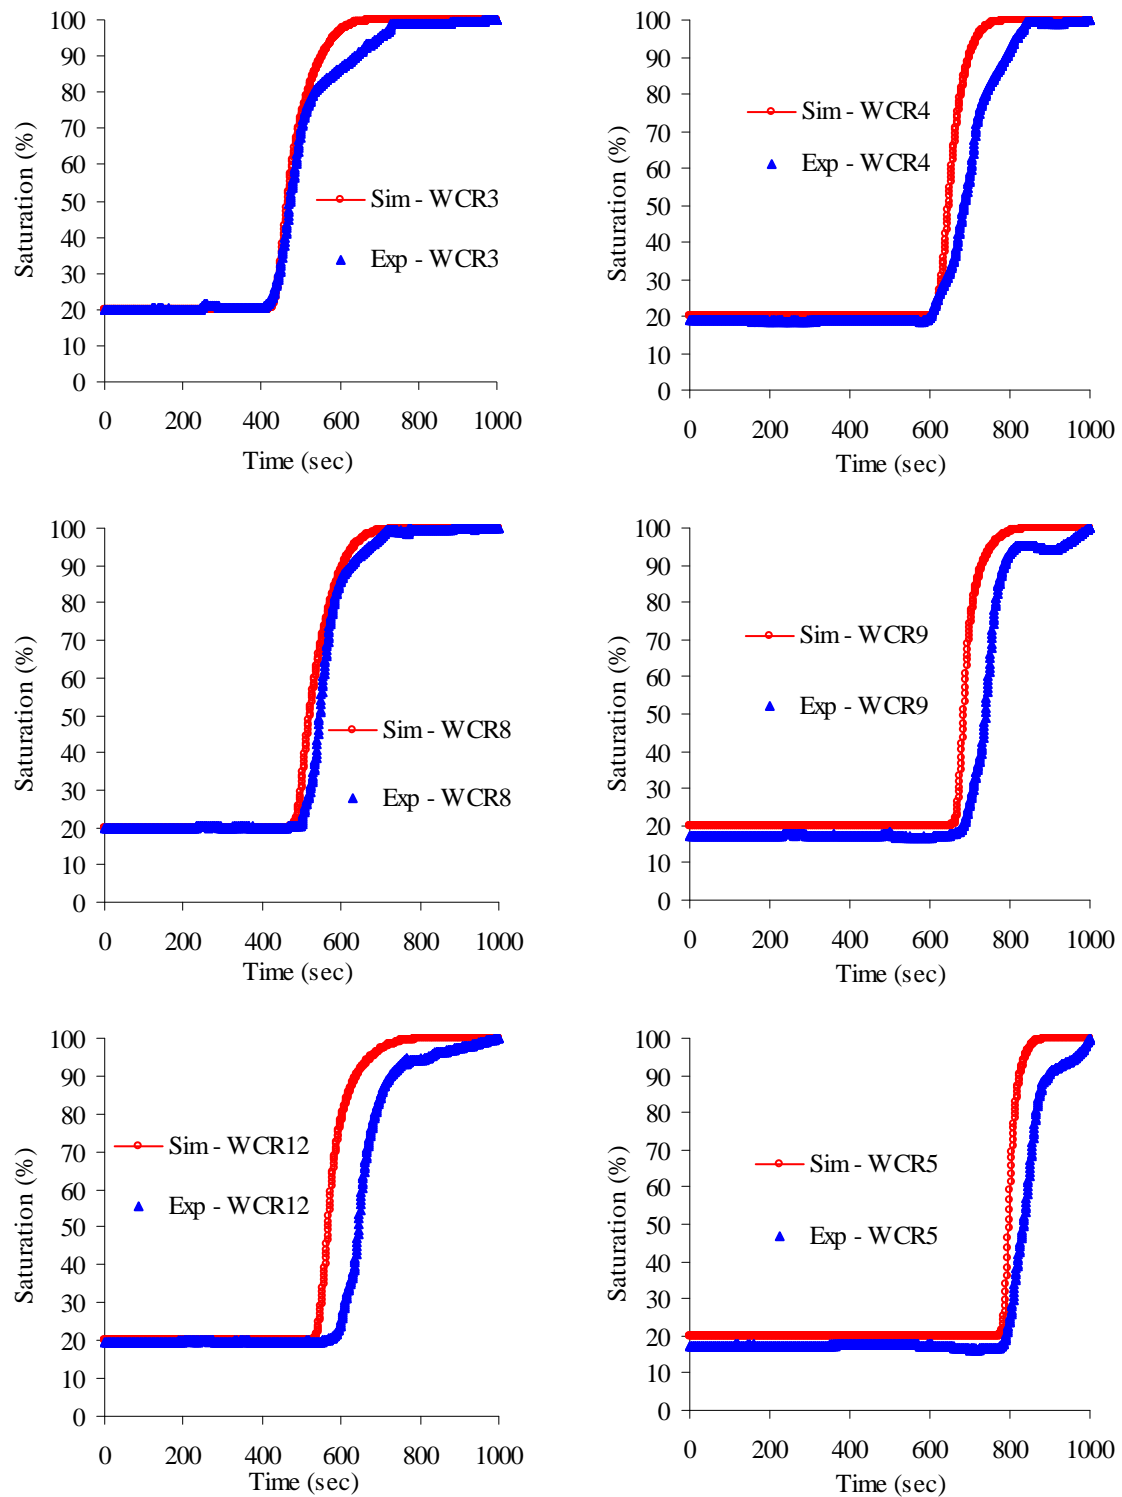 100
90
80
70
60
50
40
30
20
10
0
Saturation (%)
Sim - WCR3
Exp - WCR3
0 200 400 600 800 1000
Time (sec)
100
90
80
70
60
50
40
30
20
10
0
Saturation (%)
Sim - WCR4
Exp - WCR4
0 200 400 600 800 1000
Time (sec)
100
90
80
70
60
50
40
30
20
10
0
Saturation (%)
Sim - WCR8
Exp - WCR8
0 200 400 600 800 1000
Time (sec)
100
90
80
70
60
50
40
30
20
10
0
Saturation (%)
Sim - WCR9
Exp - WCR9
0 200 400 600 800 1000
Time (sec)
100
90
80
70
60
50
40
30
20
10
0
Saturation (%)
Sim - WCR12
Exp - WCR12
0 200 400 600 800 1000
Time (sec)
100
90
80
70
60
50
40
30
20
10
0
Saturation (%)
Sim - WCR5
Exp - WCR5
0 200 400 600 800 1000
Time (sec)